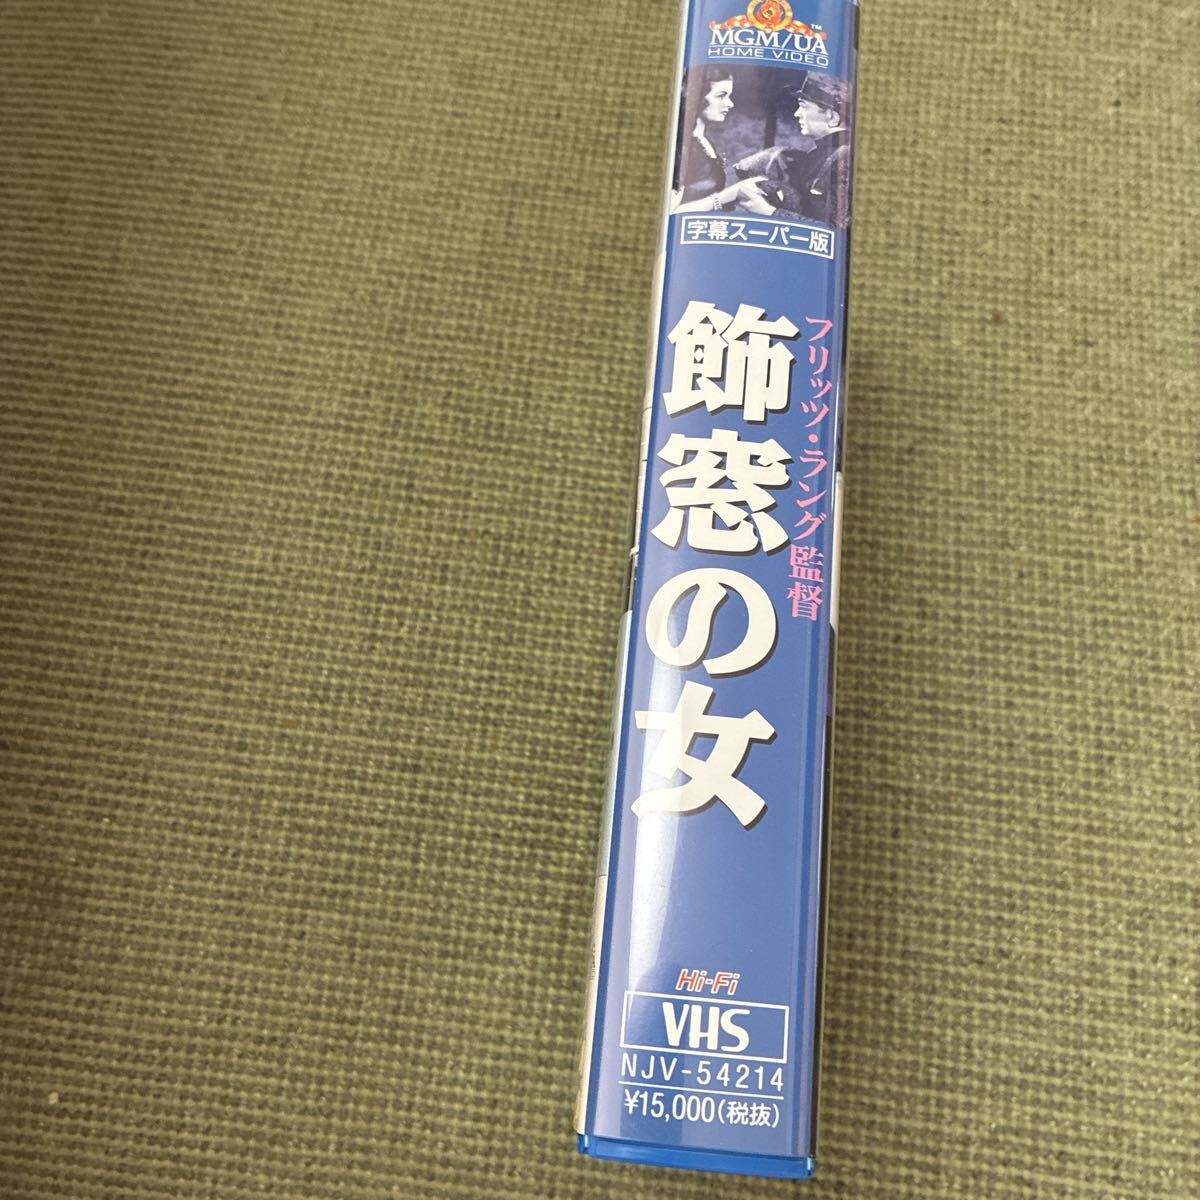 MGM/UA
TM
HOME VIDEO
字幕スーパー版
フリッツ・ラング監督
飾窓の女
Hi-Fi
VHS
NJV-54214
¥15,000(税抜)